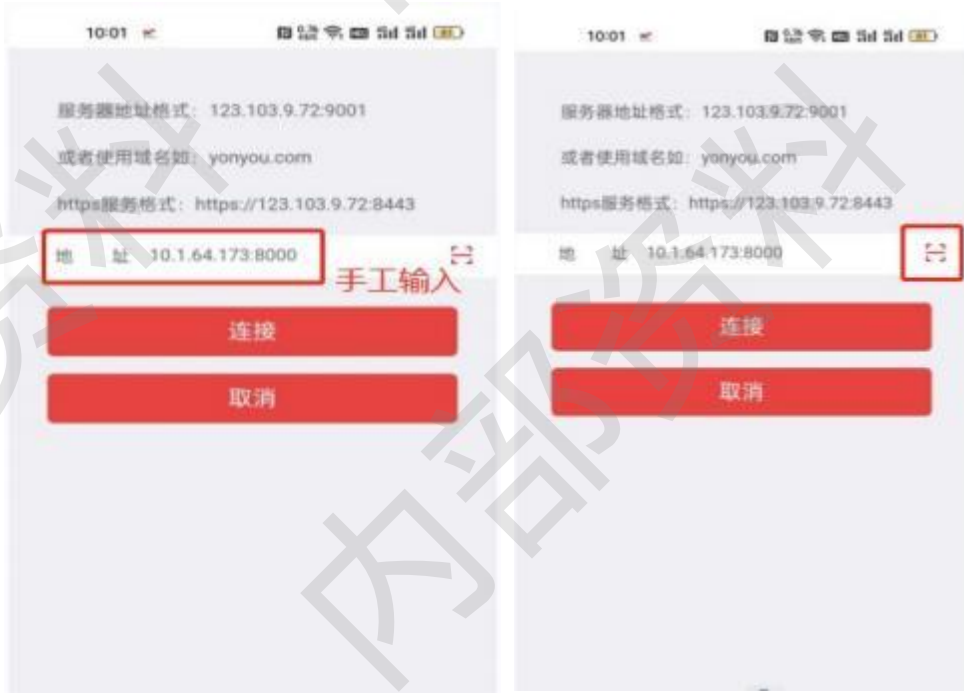 10:01
服务器地址格式：123.103.9.72:9001
或者使用域名如：yonyou.com
https服务格式：https://123.103.9.72:8443
地 址 10.1.64.173:8000
手工输入
连接
取消
10:01
服务器地址格式：123.103.9.72:9001
或者使用域名如：yonyou.com
https服务格式：https://123.103.9.72:8443
地 址 10.1.64.173:8000
连接
取消
内部资料